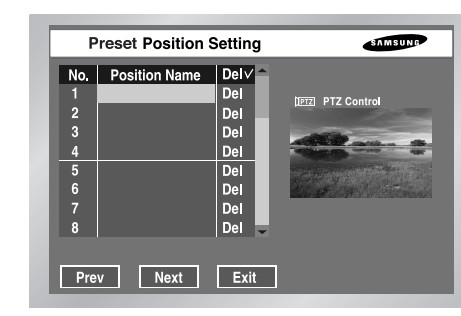 Preset Position Setting
SAMSUNG
No. Position Name Del✓
1 Del
2 Del
3 Del
4 Del
5 Del
6 Del
7 Del
8 Del
PTZ PTZ Control
Prev Next Exit